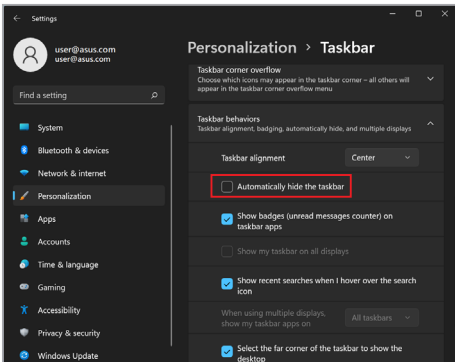 Settings
user@asus.com
user@asus.com
Find a setting
System
Bluetooth & devices
Network & internet
Personalization
Apps
Accounts
Time & language
Gaming
Accessibility
Privacy & security
Windows Update
Personalization > Taskbar
Taskbar corner overflow
Choose which icons may appear in the taskbar corner – all others will
appear in the taskbar corner overflow menu
Taskbar behaviors
Taskbar alignment, badging, automatically hide, and multiple displays
Taskbar alignment
Center
Automatically hide the taskbar
Show badges (unread messages counter) on
taskbar apps
Show my taskbar on all displays
Show recent searches when I hover over the search
icon
When using multiple displays,
show my taskbar apps on
All taskbars
Select the far corner of the taskbar to show the
desktop